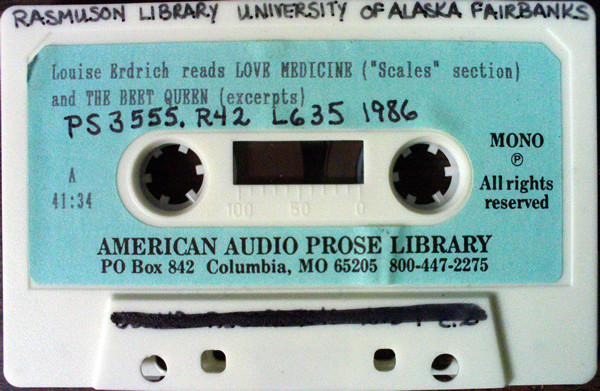 RASMUSON LIBRARY UNIVERSITY OF ALASKA FAIRBANKS
Louise Erdrich reads LOVE MEDICINE ("Scales" section)
and THE BEET QUEEN (excerpts)
PS3555.R42 L635 1986
A
41:34
MONO
℗
All rights
reserved
100 50 0
AMERICAN AUDIO PROSE LIBRARY
PO Box 842 Columbia, MO 65205 800-447-2275